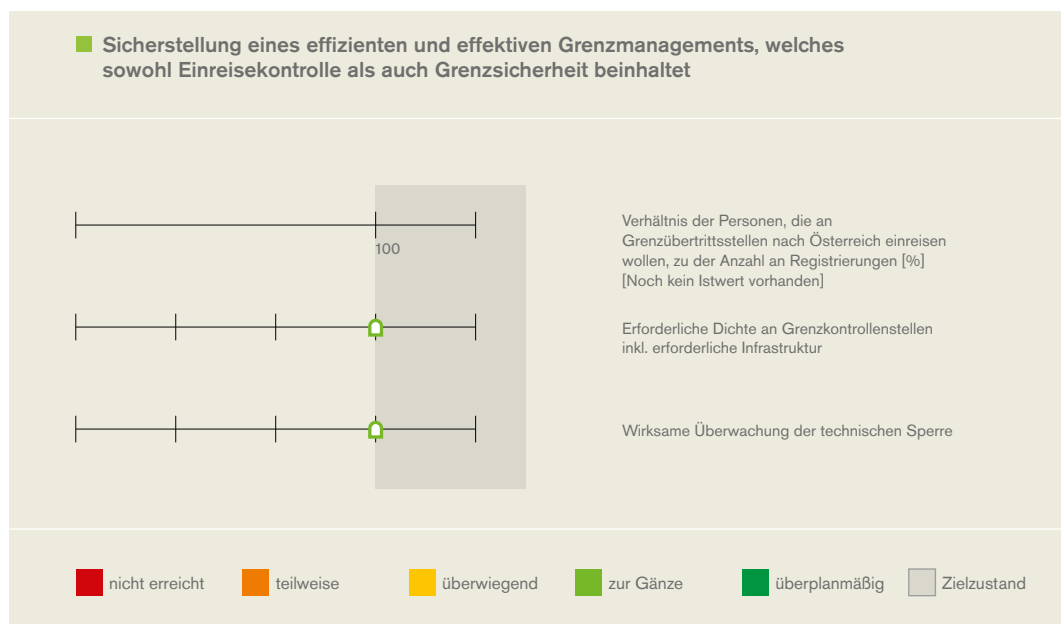 Sicherstellung eines effizienten und effektiven Grenzmanagements, welches
sowohl Einreisekontrolle als auch Grenzsicherheit beinhaltet
100
Verhältnis der Personen, die an
Grenzübertrittsstellen nach Österreich einreisen
wollen, zu der Anzahl an Registrierungen [%]
[Noch kein Istwert vorhanden]
Erforderliche Dichte an Grenzkontrollenstellen
inkl. erforderliche Infrastruktur
Wirksame Überwachung der technischen Sperre
nicht erreicht
teilweise
überwiegend
zur Gänze
überplanmäßig
Zielzustand